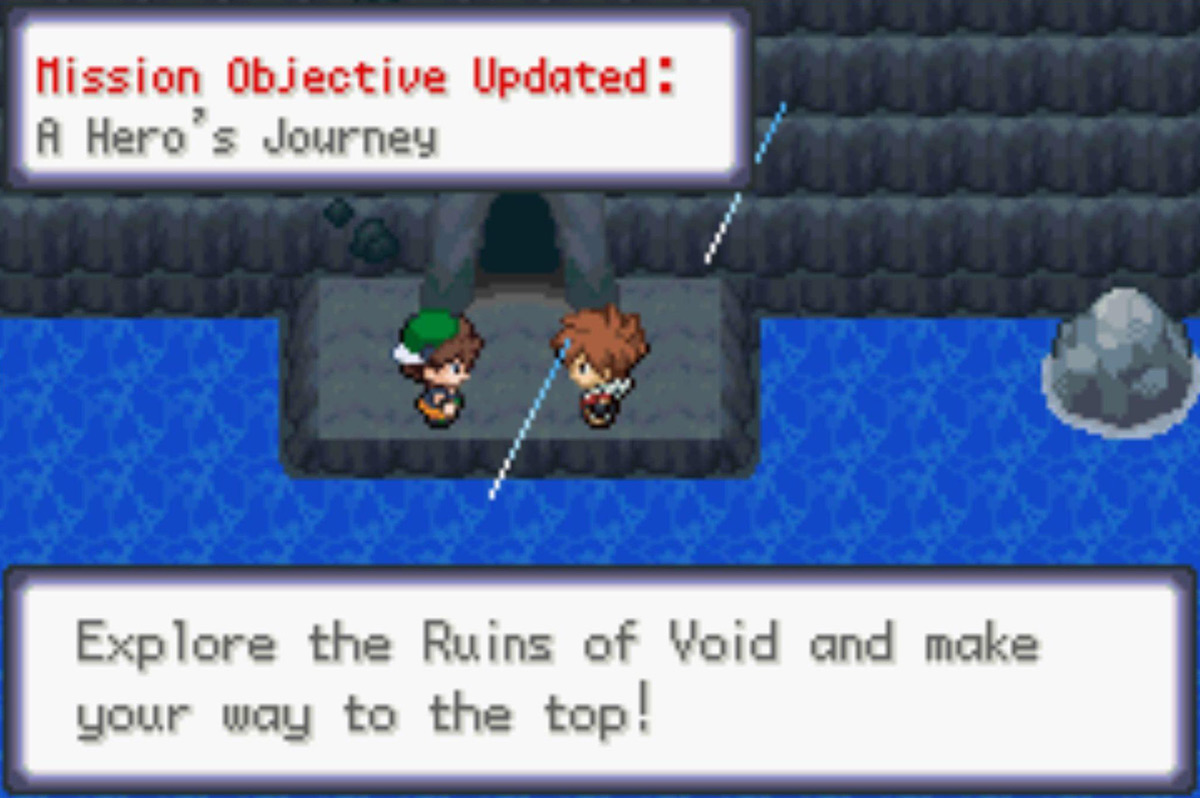 Mission Objective Updated:
A Hero's Journey
Explore the Ruins of Void and make
your way to the top!